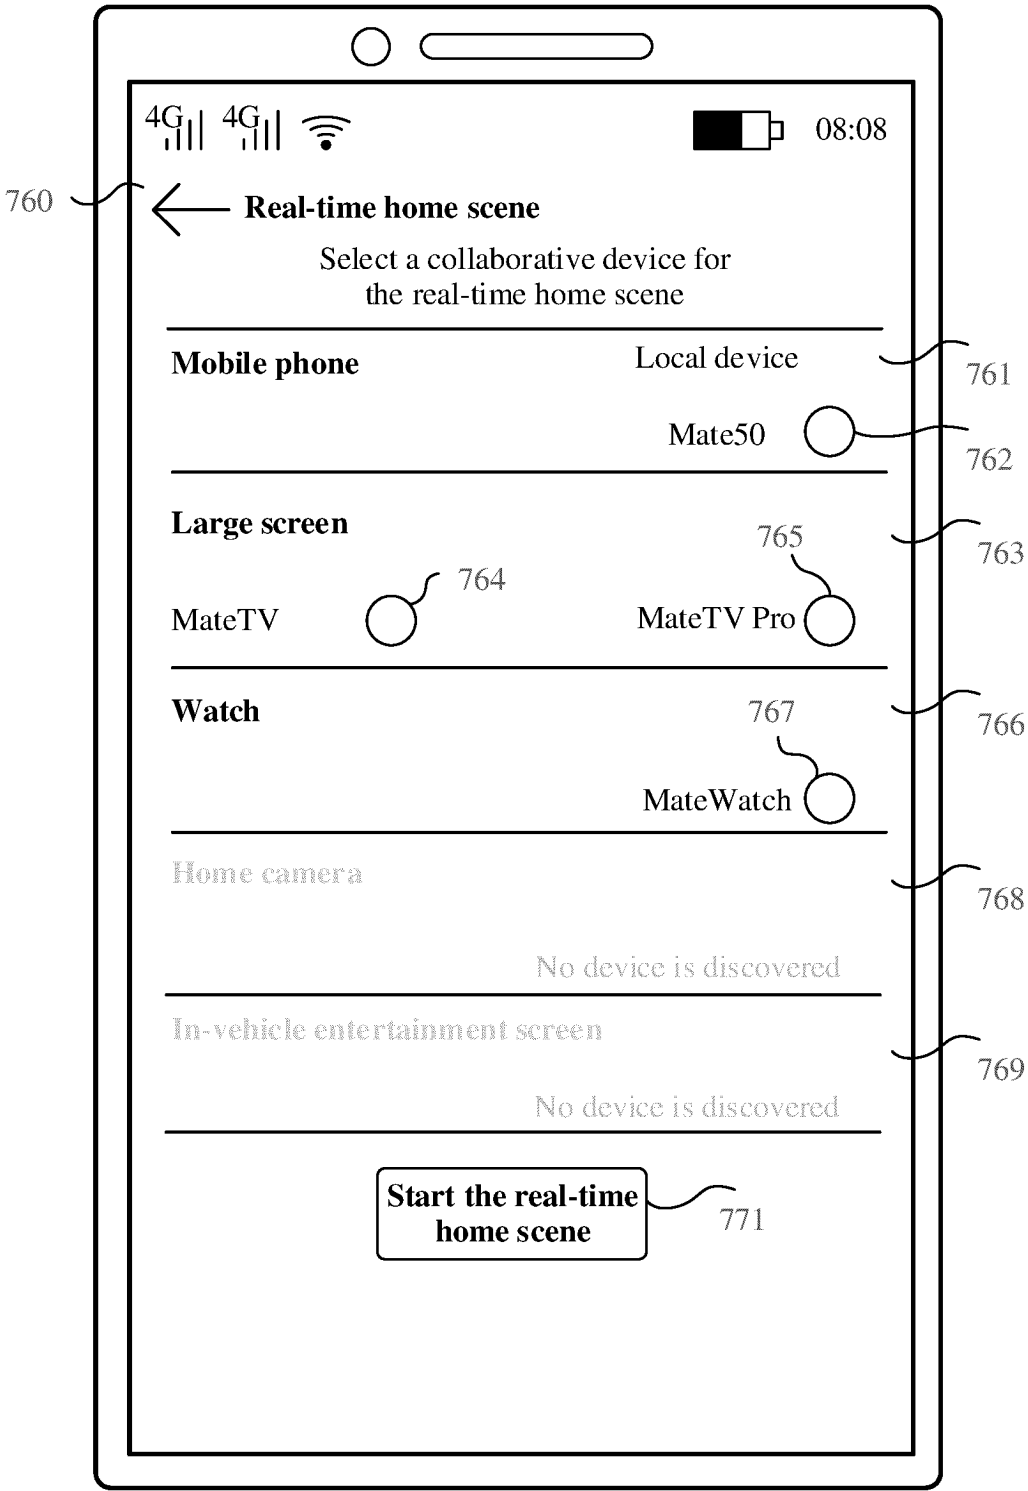 4G 4G 08:08
760
Real-time home scene
Select a collaborative device for
the real-time home scene
Mobile phone Local device
761
Mate50
762
Large screen
765
763
764
MateTV MateTV Pro
Watch 767
766
MateWatch
Home camera
768
No device is discovered
In-vehicle entertainment screen
769
No device is discovered
Start the real-time
home scene
771